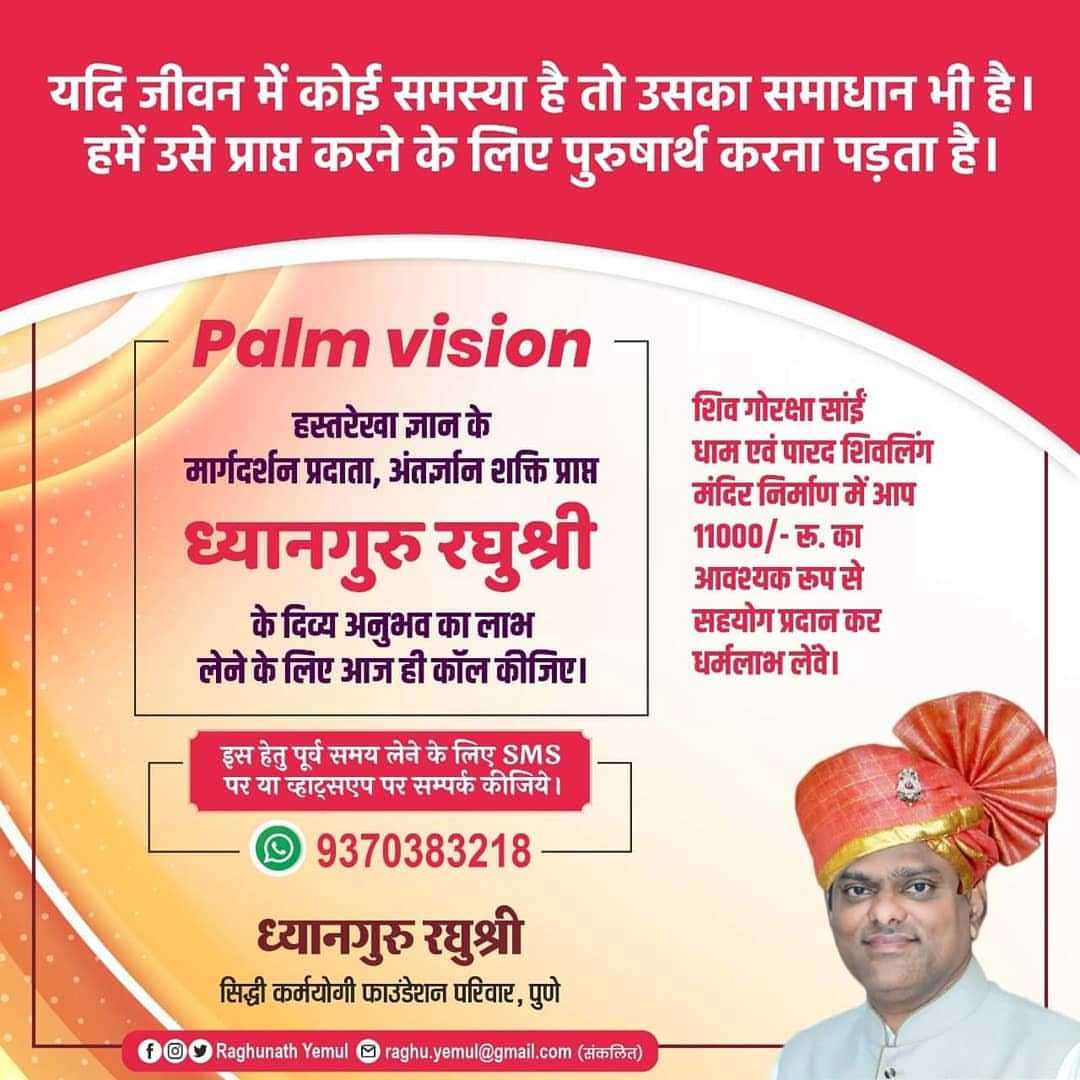 यदि जीवन में कोई समस्या है तो उसका समाधान भी है।
हमें उसे प्राप्त करने के लिए पुरुषार्थ करना पड़ता है।
Palm vision
हस्तरेखा ज्ञान के
मार्गदर्शन प्रदाता, अंतर्ज्ञान शक्ति प्राप्त
ध्यानगुरु रघुश्री
के दिव्य अनुभव का लाभ
लेने के लिए आज ही कॉल कीजिए।
शिव गोरक्षा सांईं
धाम एवं पारद शिवलिंग
मंदिर निर्माण में आप
11000/- रू. का
आवश्यक रूप से
सहयोग प्रदान कर
धर्मलाभ लेंवे।
इस हेतु पूर्व समय लेने के लिए SMS
पर या व्हाट्सएप पर सम्पर्क कीजिये।
9370383218
ध्यानगुरु रघुश्री
सिद्धी कर्मयोगी फाउंडेशन परिवार, पुणे
Raghunath Yemul raghu.yemul@gmail.com (संकलित)